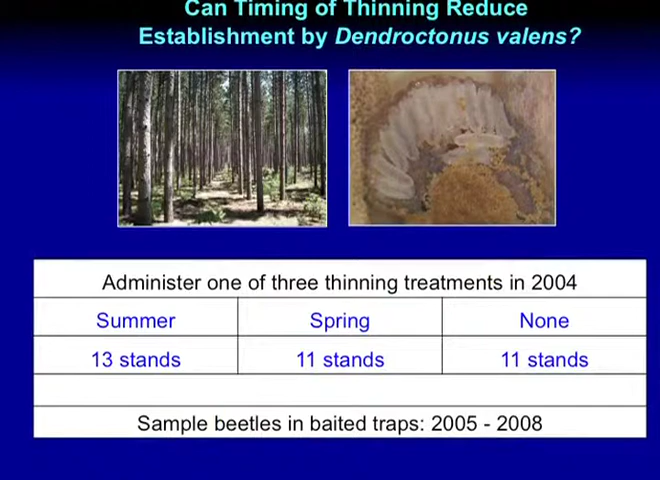 Can Timing of Thinning Reduce
Establishment by Dendroctonus valens?
Administer one of three thinning treatments in 2004
Summer Spring None
13 stands 11 stands 11 stands
Sample beetles in baited traps: 2005 - 2008